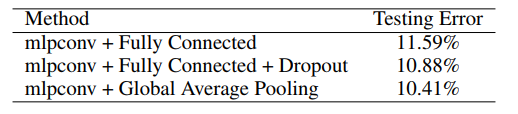 Method Testing Error
mlpconv + Fully Connected 11.59%
mlpconv + Fully Connected + Dropout 10.88%
mlpconv + Global Average Pooling 10.41%